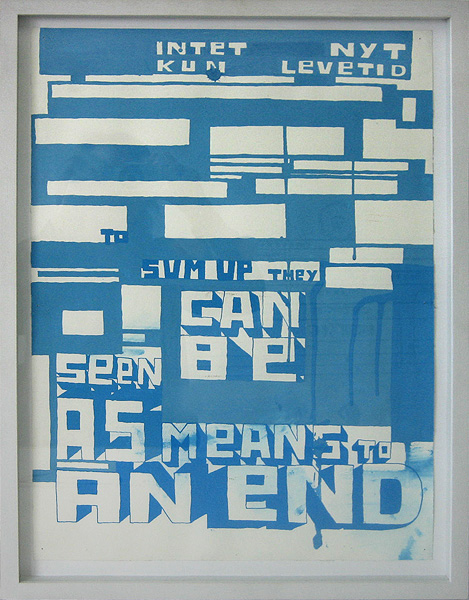 INTET NYT
KUN LEVETID
TO
SUM UP THEY
CAN
BE
SEEN
AS MEANS TO
AN END